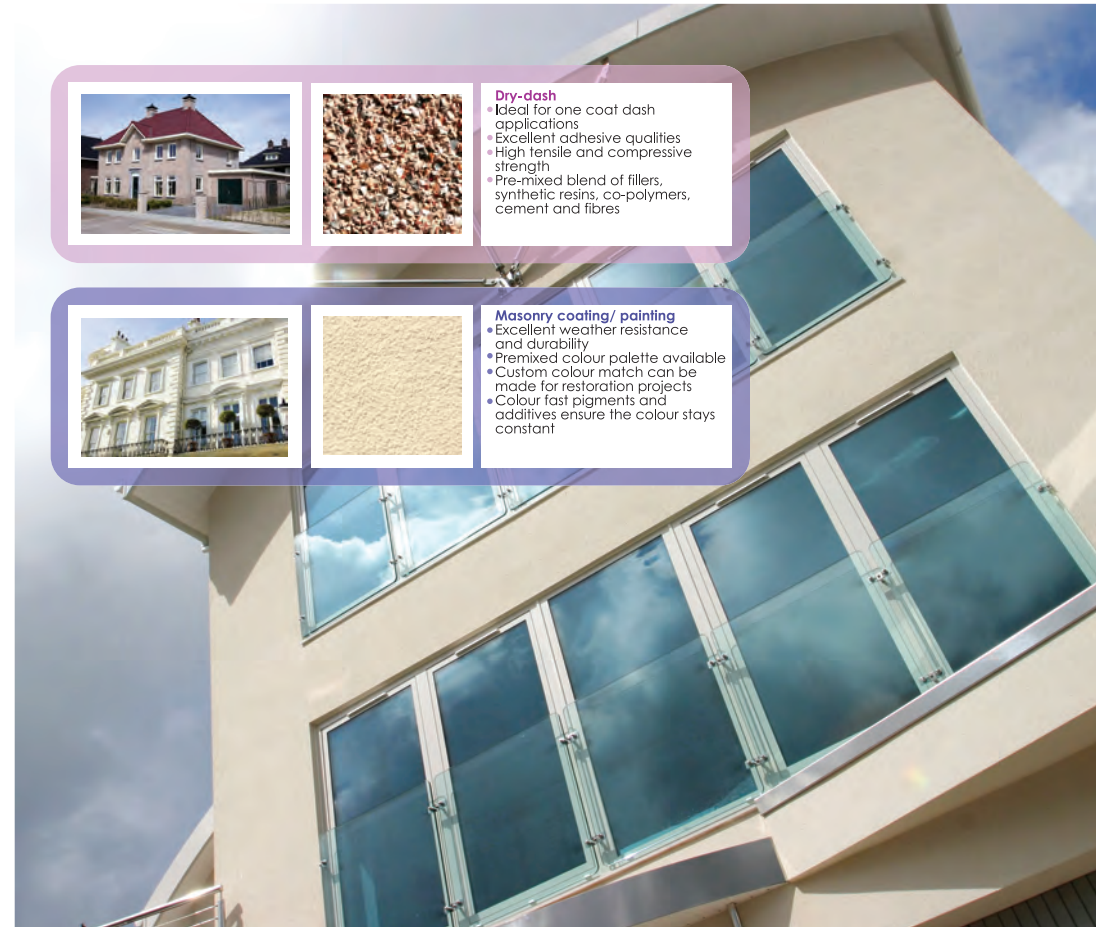 Dry-dash
•Ideal for one coat dash
applications
•Excellent adhesive qualities
•High tensile and compressive
strength
•Pre-mixed blend of fillers,
synthetic resins, co-polymers,
cement and fibres
Masonry coating/ painting
•Excellent weather resistance
and durability
•Premixed colour palette available
•Custom colour match can be
made for restoration projects
•Colour fast pigments and
additives ensure the colour stays
constant